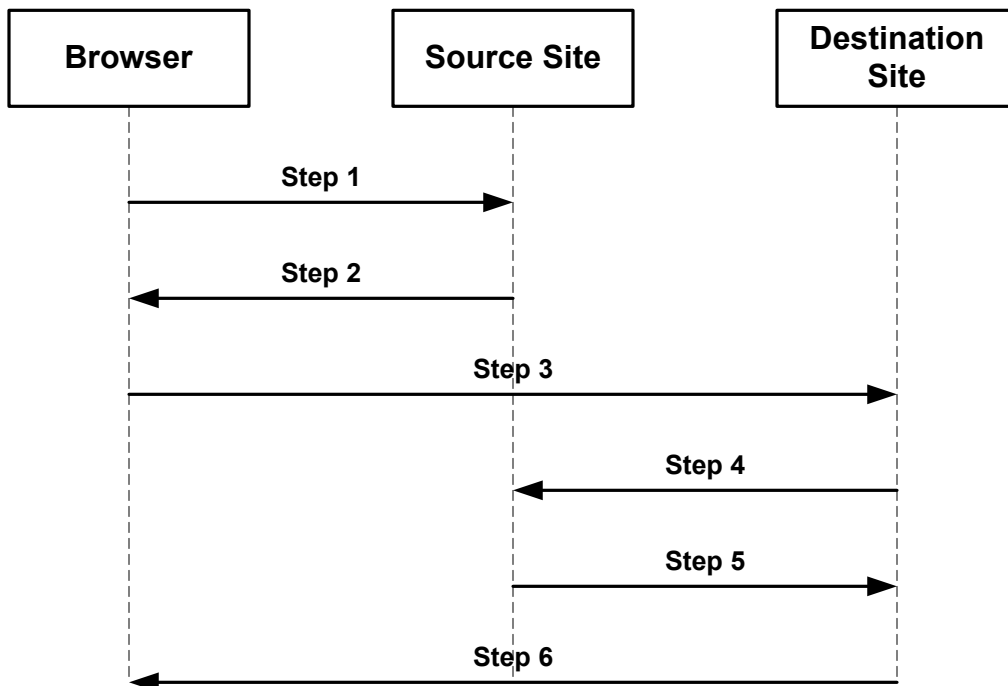 Browser
Source Site
Destination
Site
Step 1
Step 2
Step 3
Step 4
Step 5
Step 6